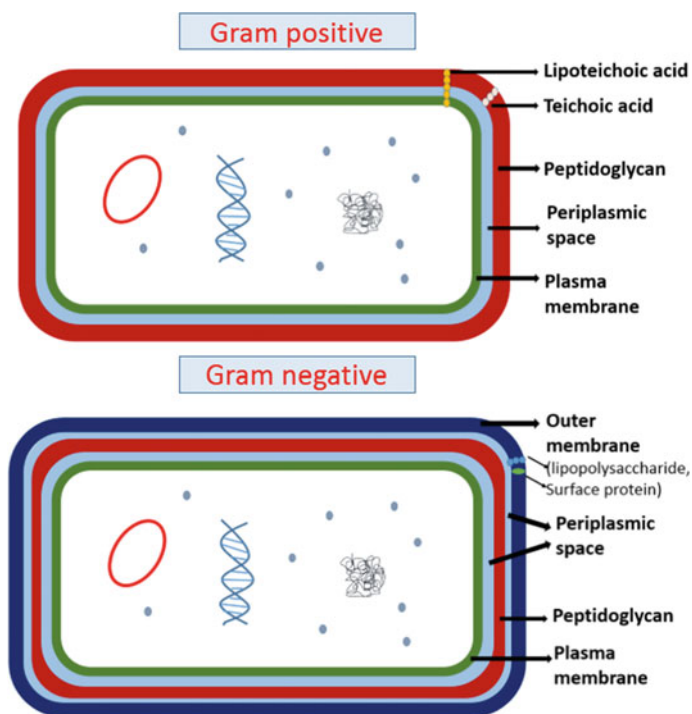 Gram positive
Lipoteichoic acid
Teichoic acid
Peptidoglycan
Periplasmic
space
Plasma
membrane
Gram negative
Outer
membrane
(lipopolysaccharide,
Surface protein)
Periplasmic
space
Peptidoglycan
Plasma
membrane